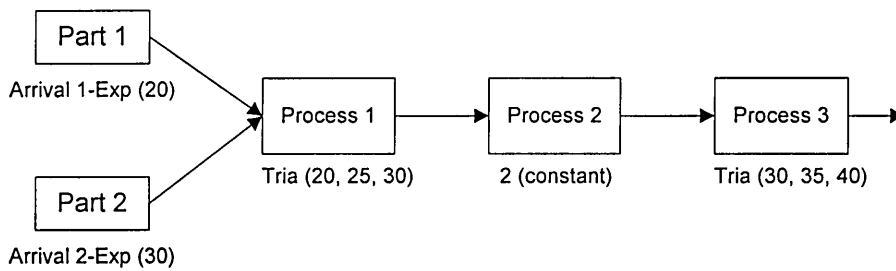 Part 1
Arrival 1-Exp (20)
Process 1
Process 2
Process 3
Tria (20, 25, 30)
2 (constant)
Tria (30, 35, 40)
Part 2
Arrival 2-Exp (30)